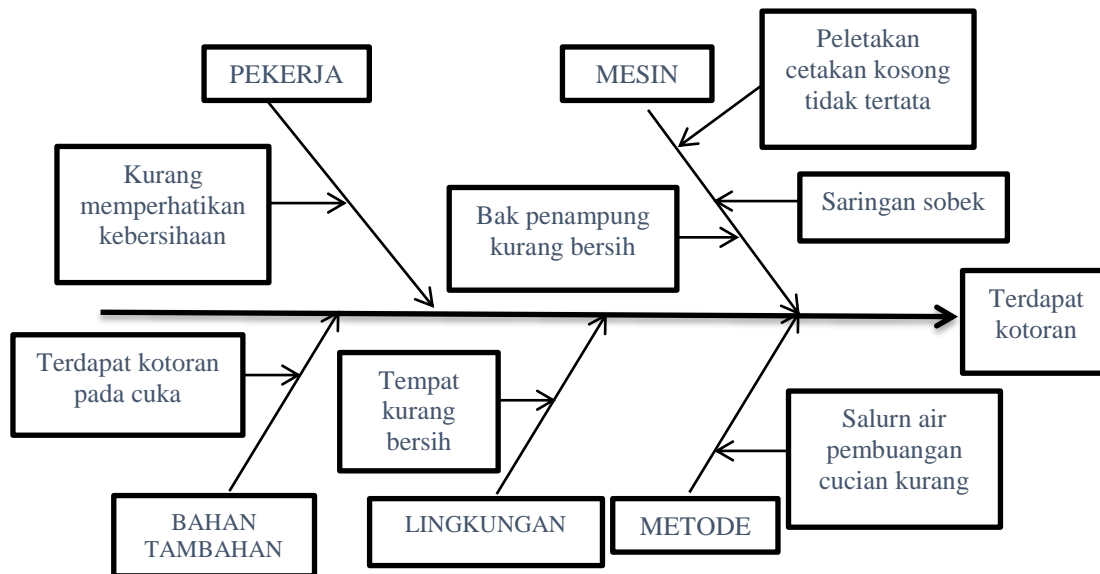 PEKERJA
MESIN
Peletakan
cetakan kosong
tidak tertata
Kurang
memperhatikan
kebersihaan
Bak penampung
kurang bersih
Saringan sobek
Terdapat
kotoran
Terdapat kotoran
pada cuka
Tempat
kurang
bersih
Salurn air
pembuangan
cucian kurang
BAHAN
TAMBAHAN
LINGKUNGAN
METODE